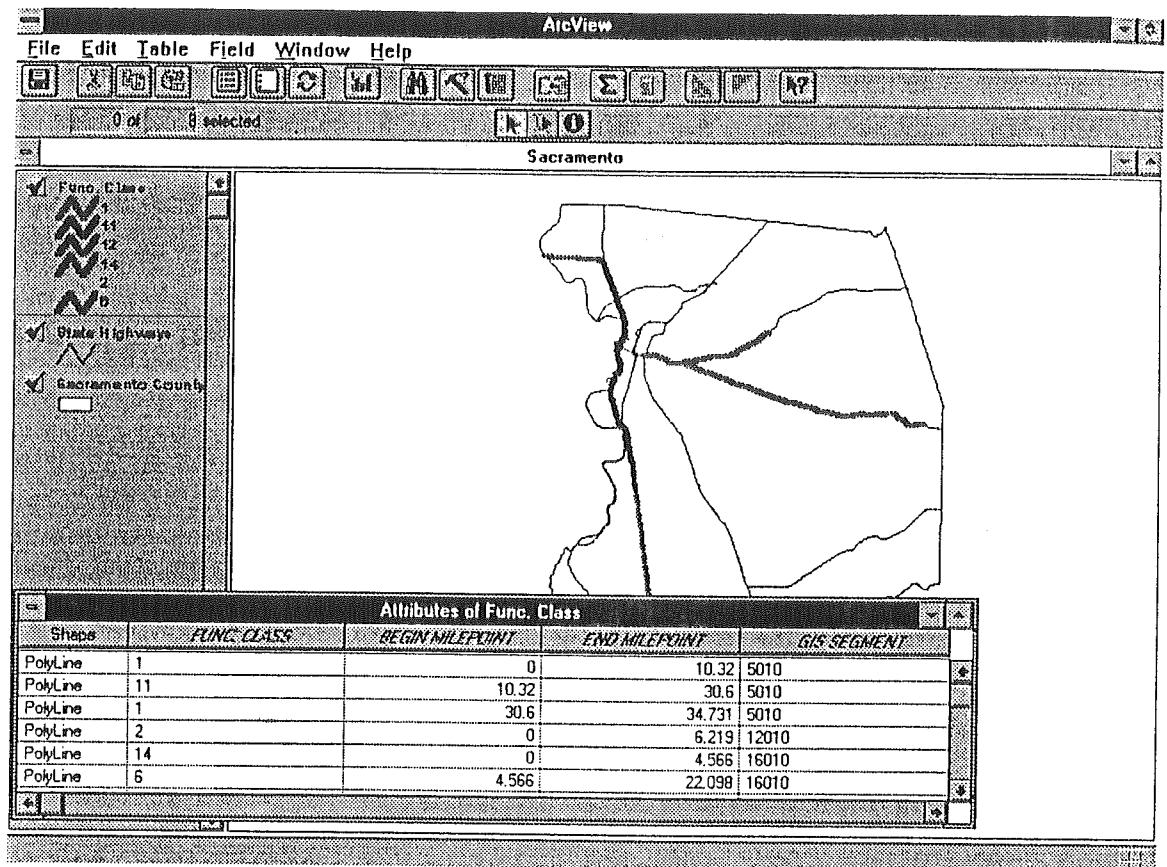 ArcView
File Edit Table Field Window Help
0 of 8 selected
Sacramento
Func. Class
1
11
12
14
2
State Highways
Sacramento County
Attributes of Func. Class
Shape FUNC. CLASS BEGIN MILEPOINT END MILEPOINT GIS SEGMENT
PolyLine 1 0 10.32 5010
PolyLine 11 10.32 30.6 5010
PolyLine 1 30.6 34.731 5010
PolyLine 2 0 6.219 12010
PolyLine 14 0 4.566 16010
PolyLine 6 4.566 22.098 16010